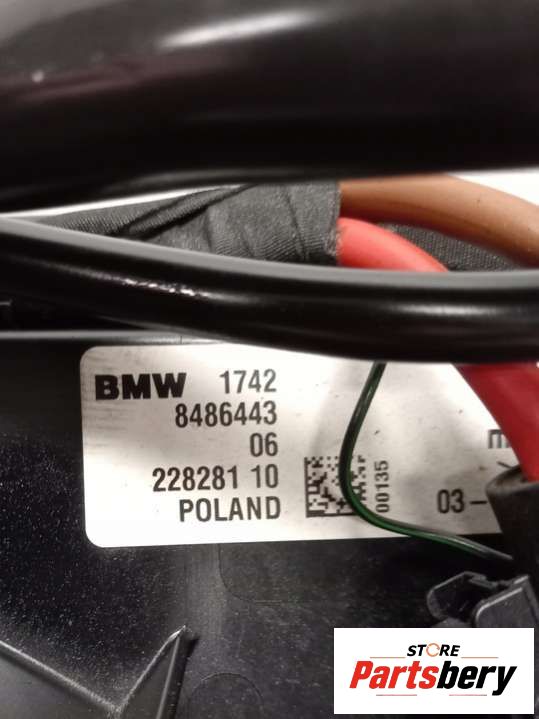 BMW 1742
8486443
06
228281 10
POLAND
00135
03-
STORE
Partsbery